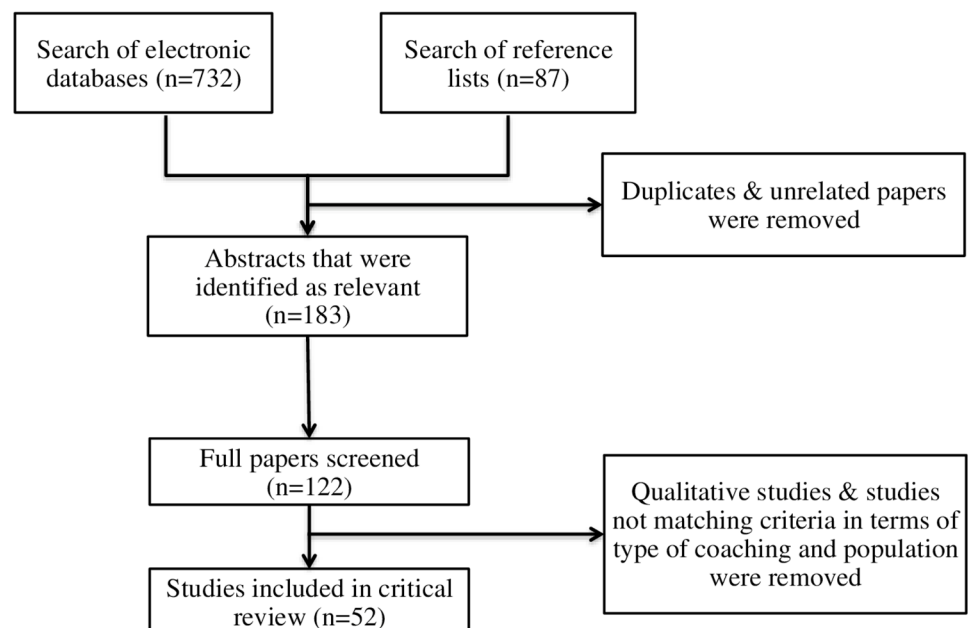 Search of electronic
databases (n=732)
Search of reference
lists (n=87)
Duplicates & unrelated papers
were removed
Abstracts that were
identified as relevant
(n=183)
Full papers screened
(n=122)
Qualitative studies & studies
not matching criteria in terms of
type of coaching and population
were removed
Studies included in critical
review (n=52)